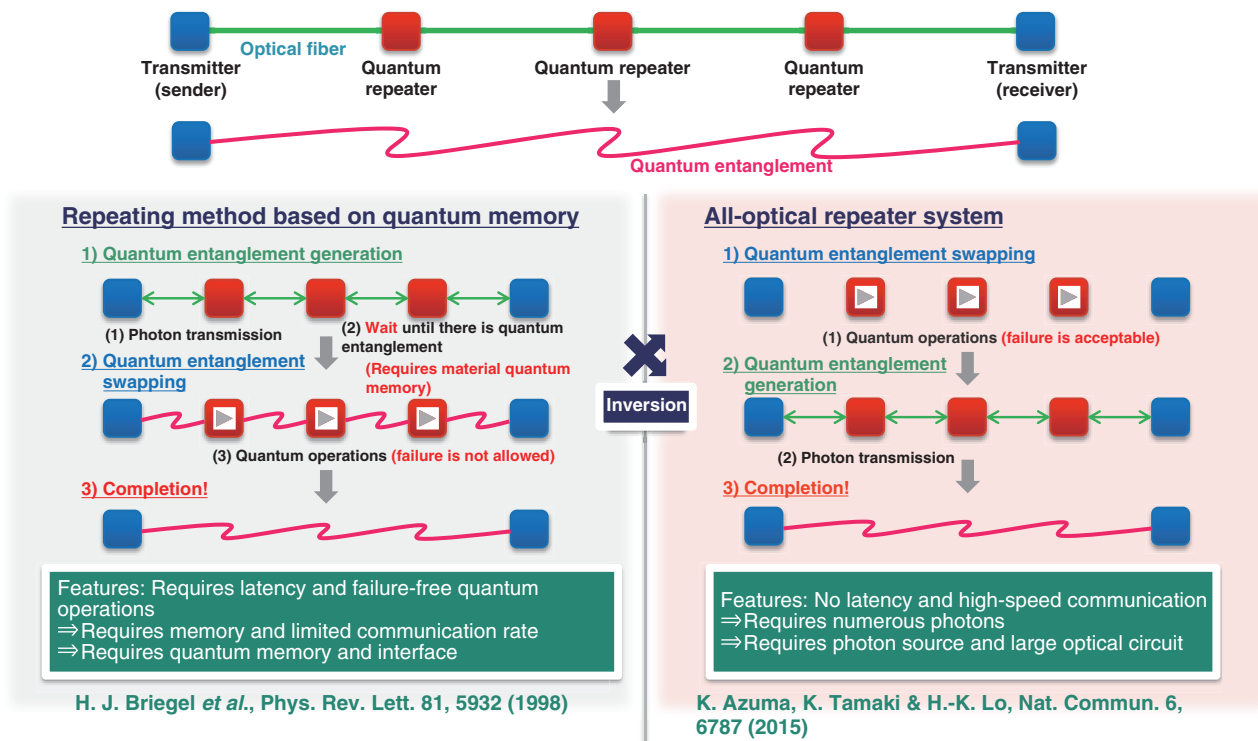 Optical fiber
Transmitter
(sender)
Quantum
repeater
Quantum repeater
Quantum
repeater
Transmitter
(receiver)
Quantum entanglement
Repeating method based on quantum memory
1) Quantum entanglement generation
(1) Photon transmission
(2) Wait until there is quantum
entanglement
(Requires material quantum
memory)
2) Quantum entanglement
swapping
(3) Quantum operations (failure is not allowed)
3) Completion!
Features: Requires latency and failure-free quantum
operations
⇒Requires memory and limited communication rate
⇒Requires quantum memory and interface
H. J. Briegel et al., Phys. Rev. Lett. 81, 5932 (1998)
Inversion
All-optical repeater system
1) Quantum entanglement swapping
(1) Quantum operations (failure is acceptable)
2) Quantum entanglement
generation
(2) Photon transmission
3) Completion!
Features: No latency and high-speed communication
⇒Requires numerous photons
⇒Requires photon source and large optical circuit
K. Azuma, K. Tamaki & H.-K. Lo, Nat. Commun. 6,
6787 (2015)